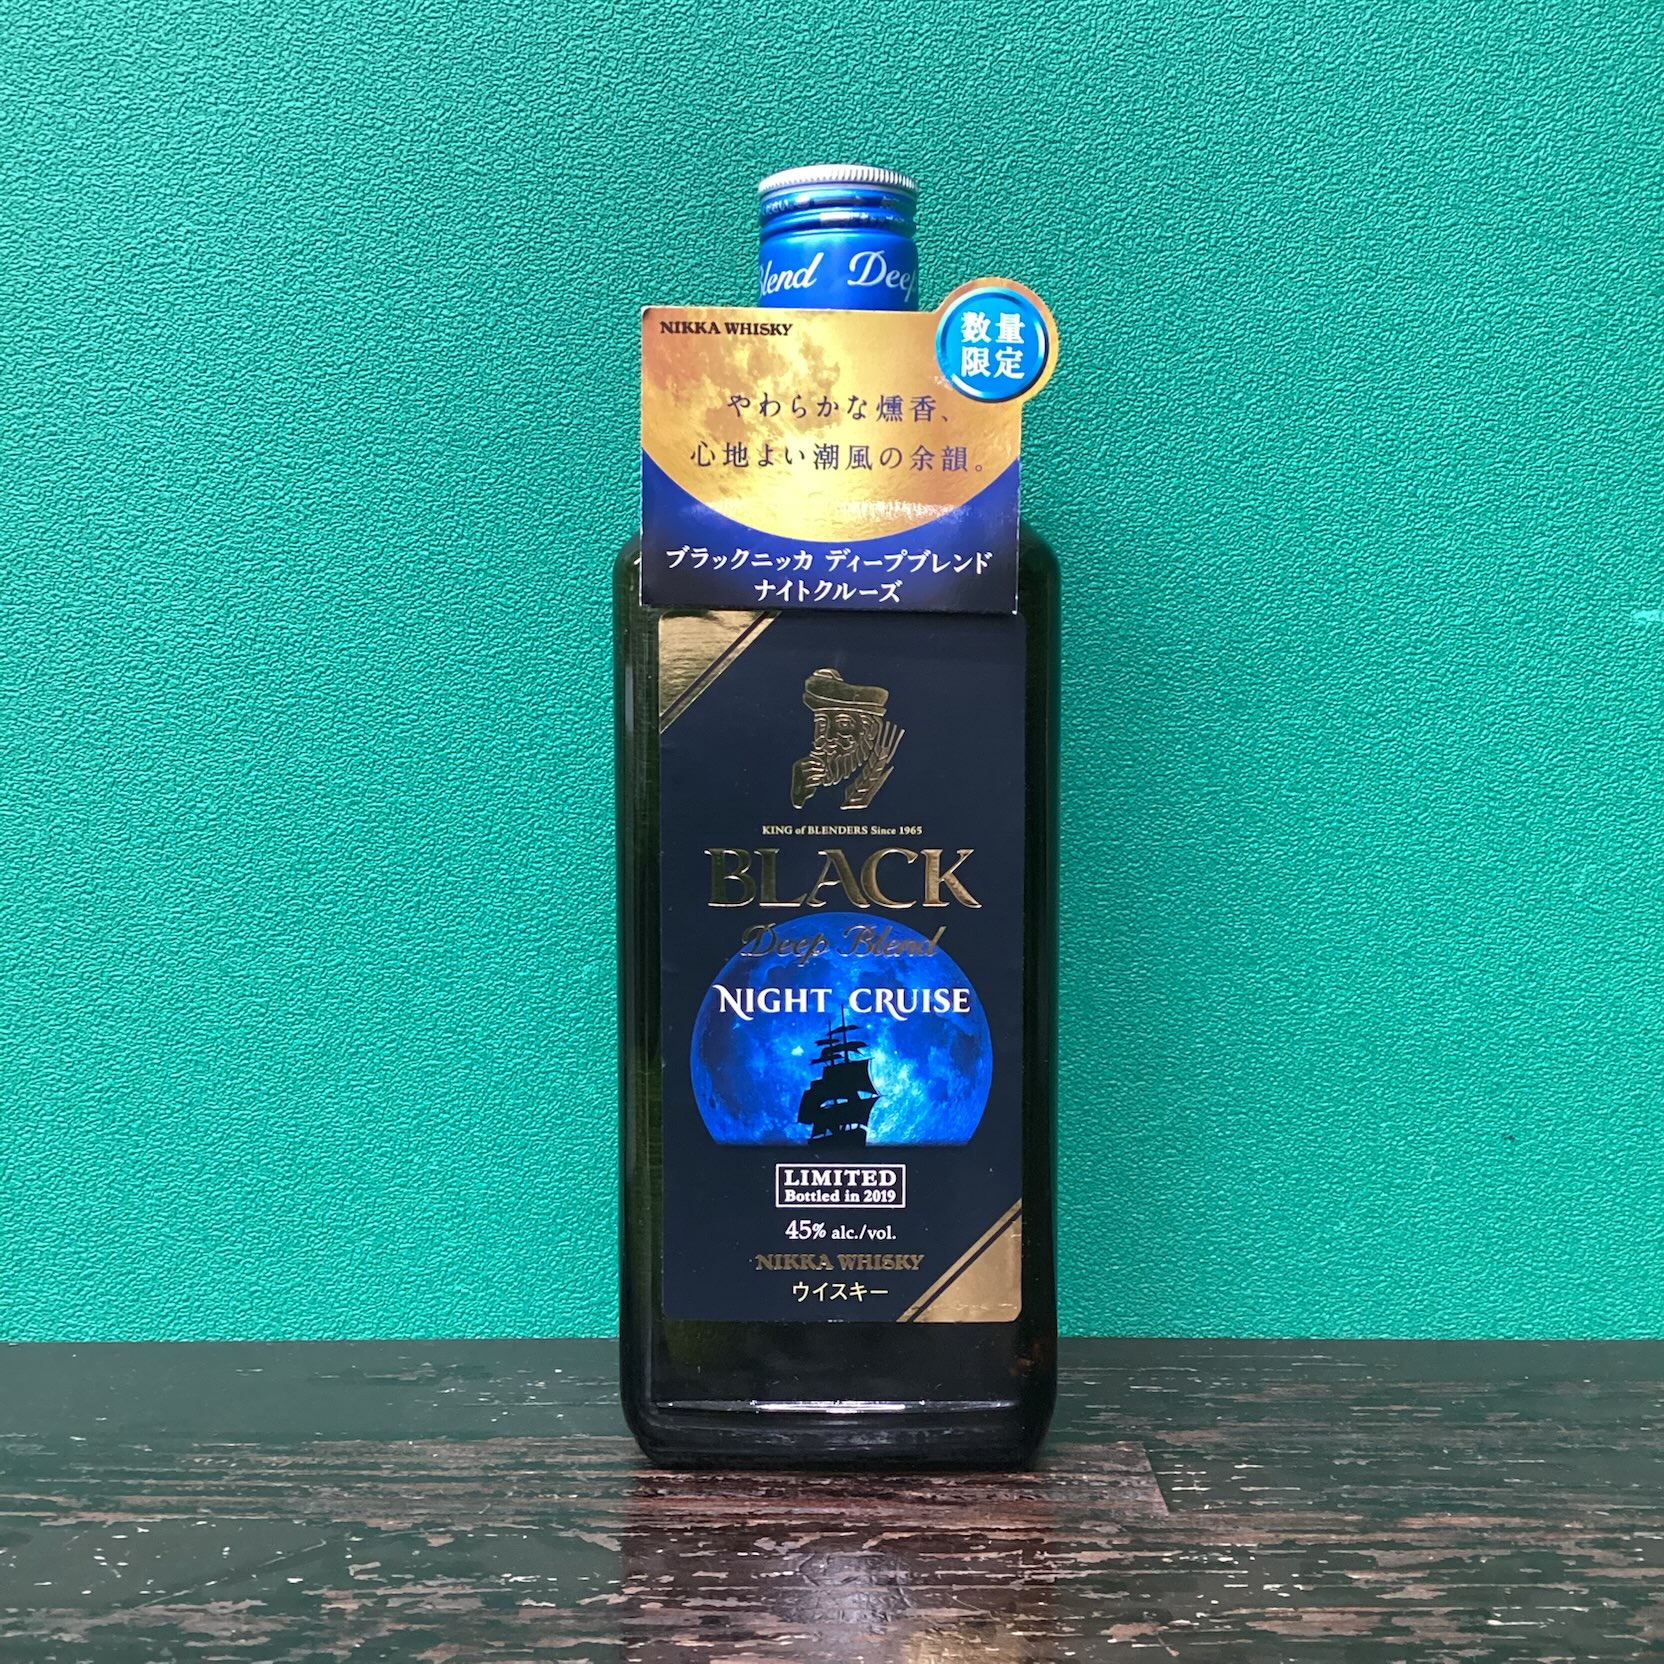 Blend Deep
NIKKA WHISKY
数量
限定
やわらかな燻香、
心地よい潮風の余韻。
ブラックニッカ ディープブレンド
ナイトクルーズ
KING of BLENDERS Since 1965
BLACK
Deep Blend
NIGHT CRUISE
LIMITED
Bottled in 2019
45% alc./vol.
NIKKA WHISKY
ウイスキー